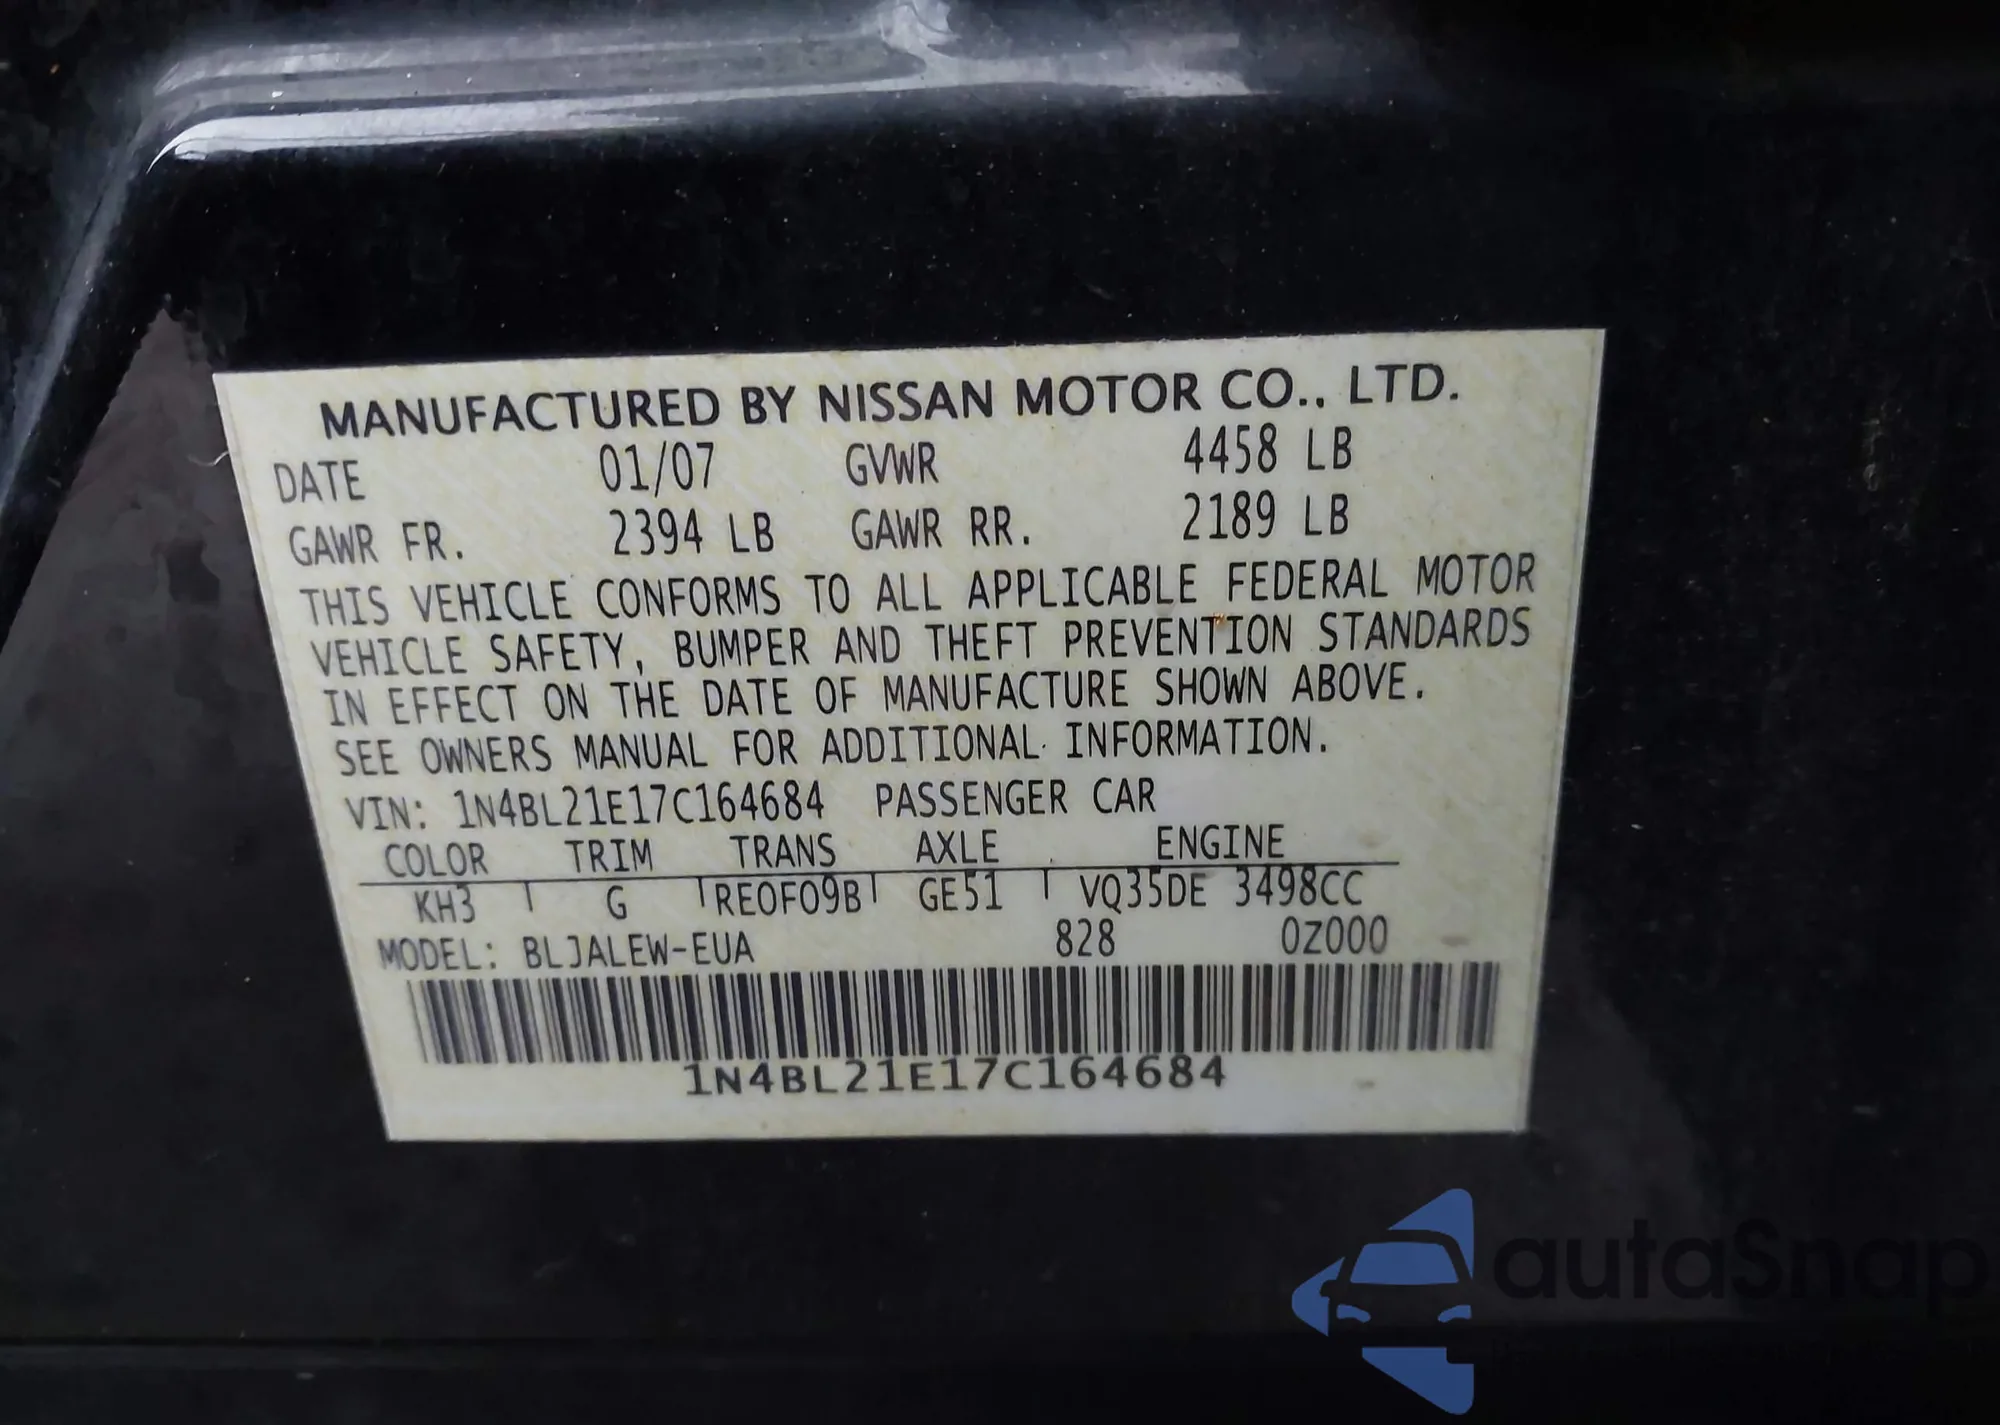 MANUFACTURED BY NISSAN MOTOR CO., LTD.
DATE 01/07 GVWR 4458 LB
GAWR FR. 2394 LB GAWR RR. 2189 LB
THIS VEHICLE CONFORMS TO ALL APPLICABLE FEDERAL MOTOR
VEHICLE SAFETY, BUMPER AND THEFT PREVENTION STANDARDS
IN EFFECT ON THE DATE OF MANUFACTURE SHOWN ABOVE.
SEE OWNERS MANUAL FOR ADDITIONAL INFORMATION.
VIN: 1N4BL21E17C164684 PASSENGER CAR
COLOR TRIM TRANS AXLE ENGINE
KH3 G RE0F09B GE51 VQ35DE 3498CC
MODEL: BLJALEW-EUA 828 0Z000
1N4BL21E17C164684
autaSnap